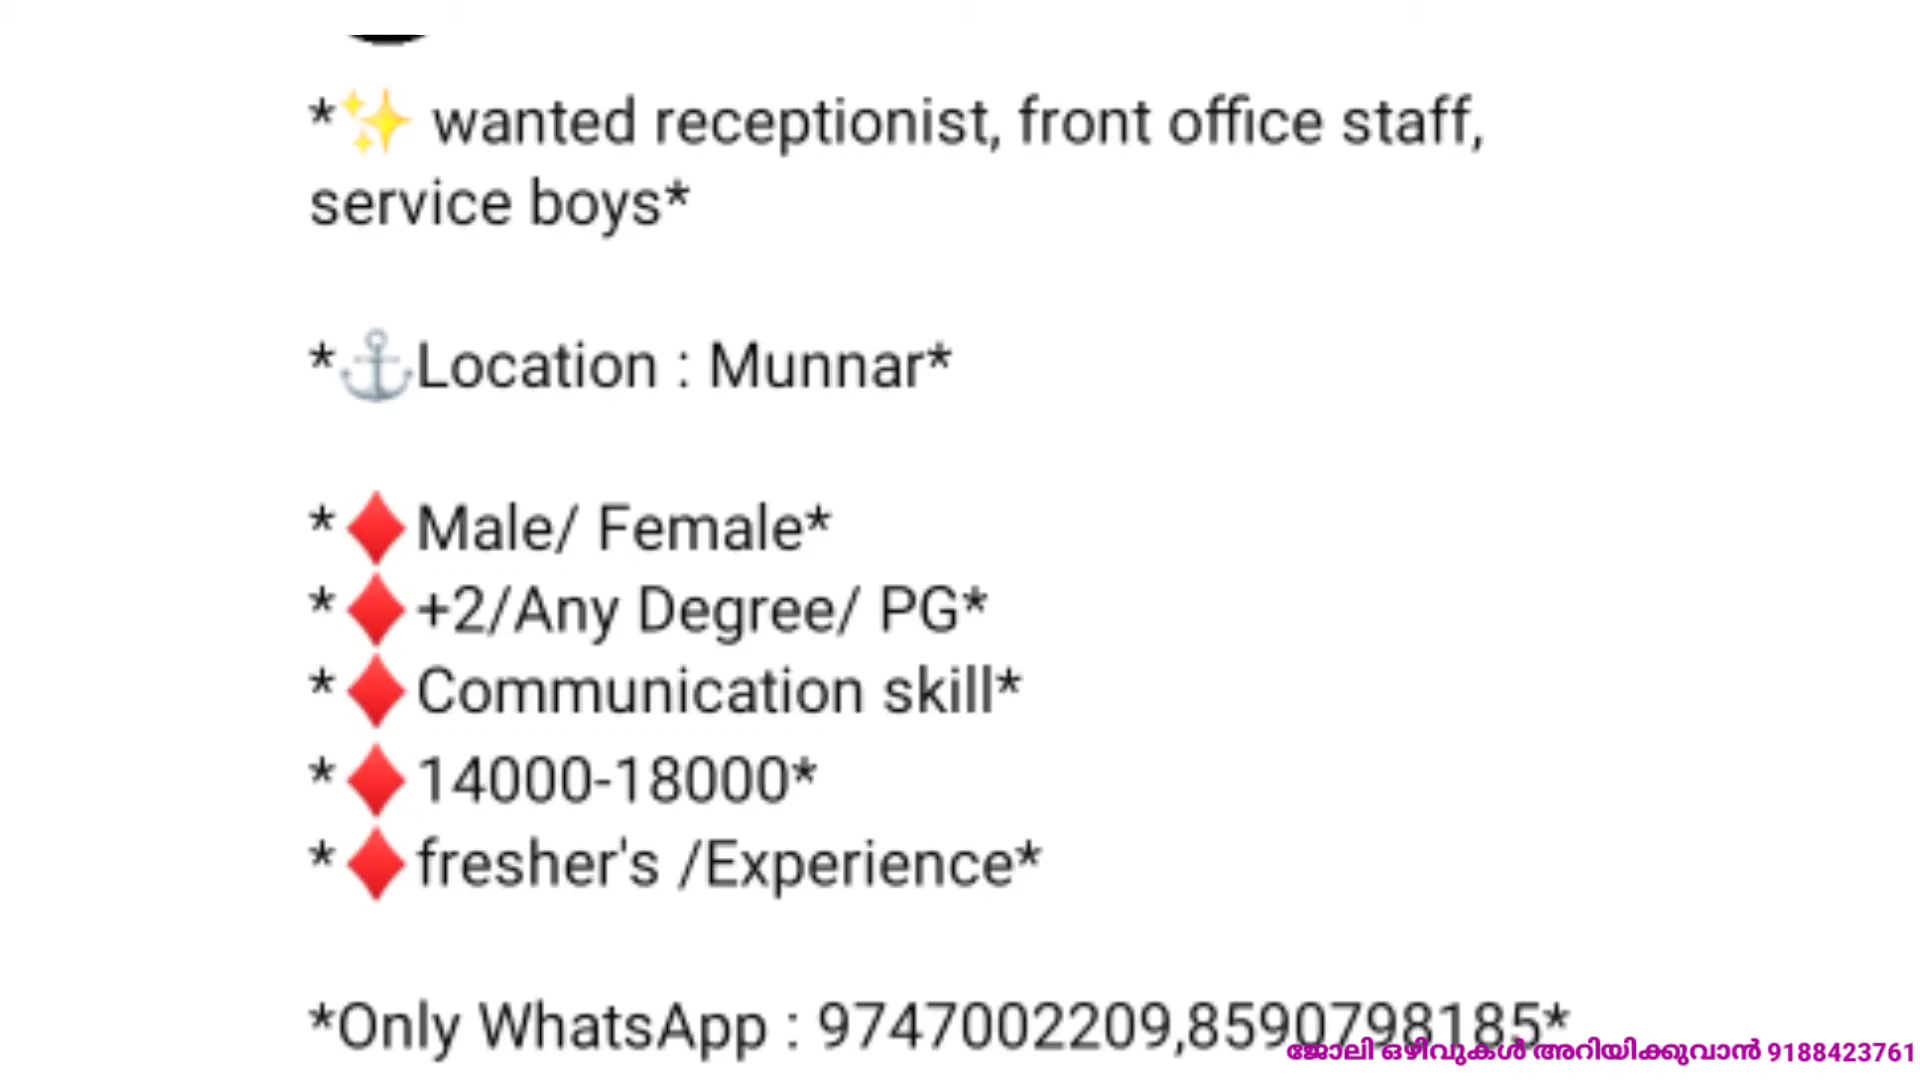 *✨ wanted receptionist, front office staff,
service boys*
*⚓Location : Munnar*
*♦️Male/ Female*
*♦️+2/Any Degree/ PG*
*♦️Communication skill*
*♦️14000-18000*
*♦️fresher's /Experience*
*Only WhatsApp : 9747002209,8590798185*
ജോലി ഒഴിവുകൾ അറിയിക്കുവാൻ 9188423761